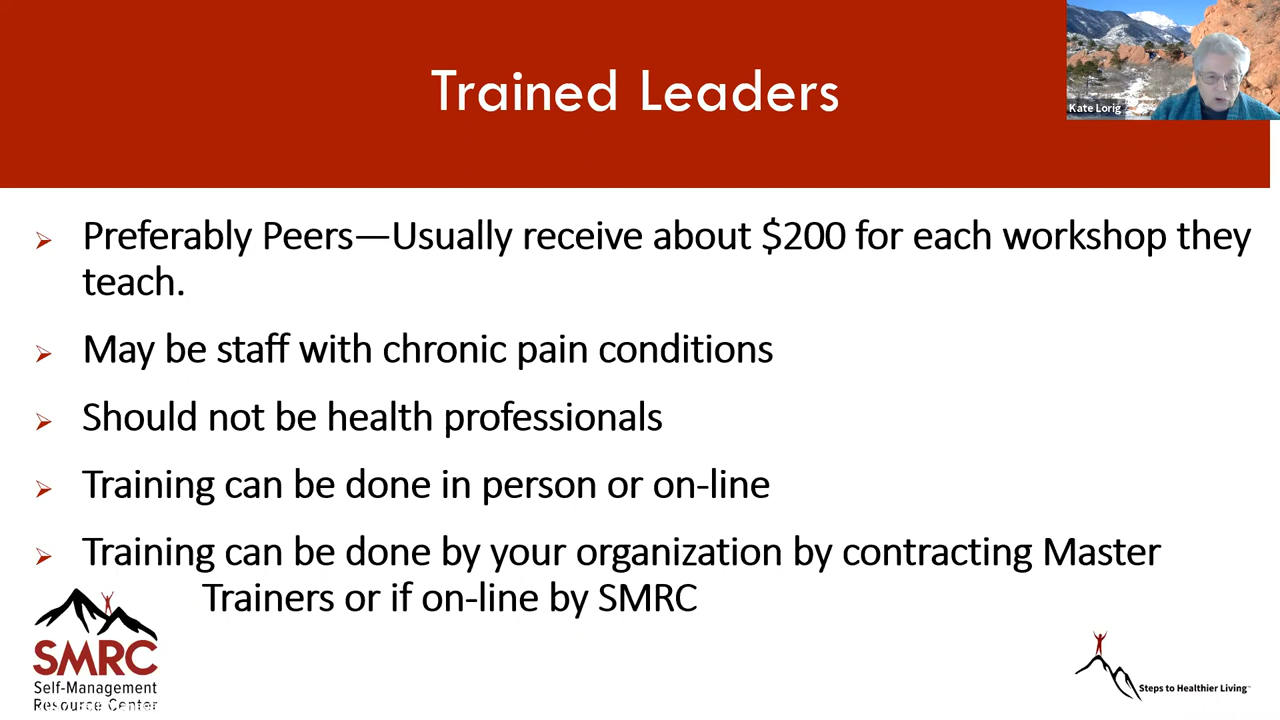 Trained Leaders
Kate Lorig
➢ Preferably Peers—Usually receive about $200 for each workshop they
teach.
➢ May be staff with chronic pain conditions
➢ Should not be health professionals
➢ Training can be done in person or on-line
➢ Training can be done by your organization by contracting Master
Trainers or if on-line by SMRC
SMRC
Self-Management
Resource Center
Steps to Healthier Living™